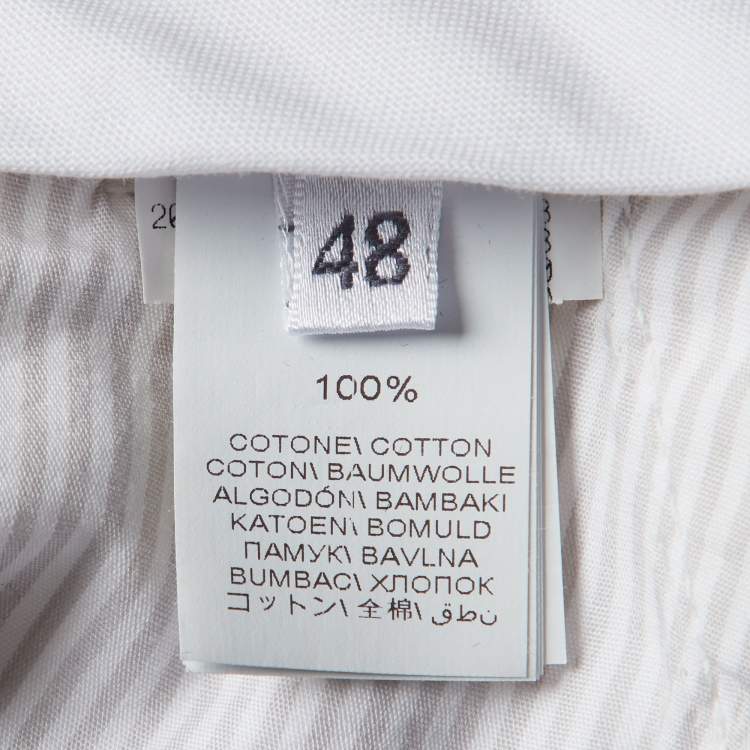 48
100%
COTONE\ COTTON
COTON\ BAUMWOLLE
ALGODÓN\ BAMBAKI
KATOEN\ BOMULD
ПАМУК\ BAVLNA
BUMBAC\ ХЛОПОК
コットン\ 全棉\ قطن